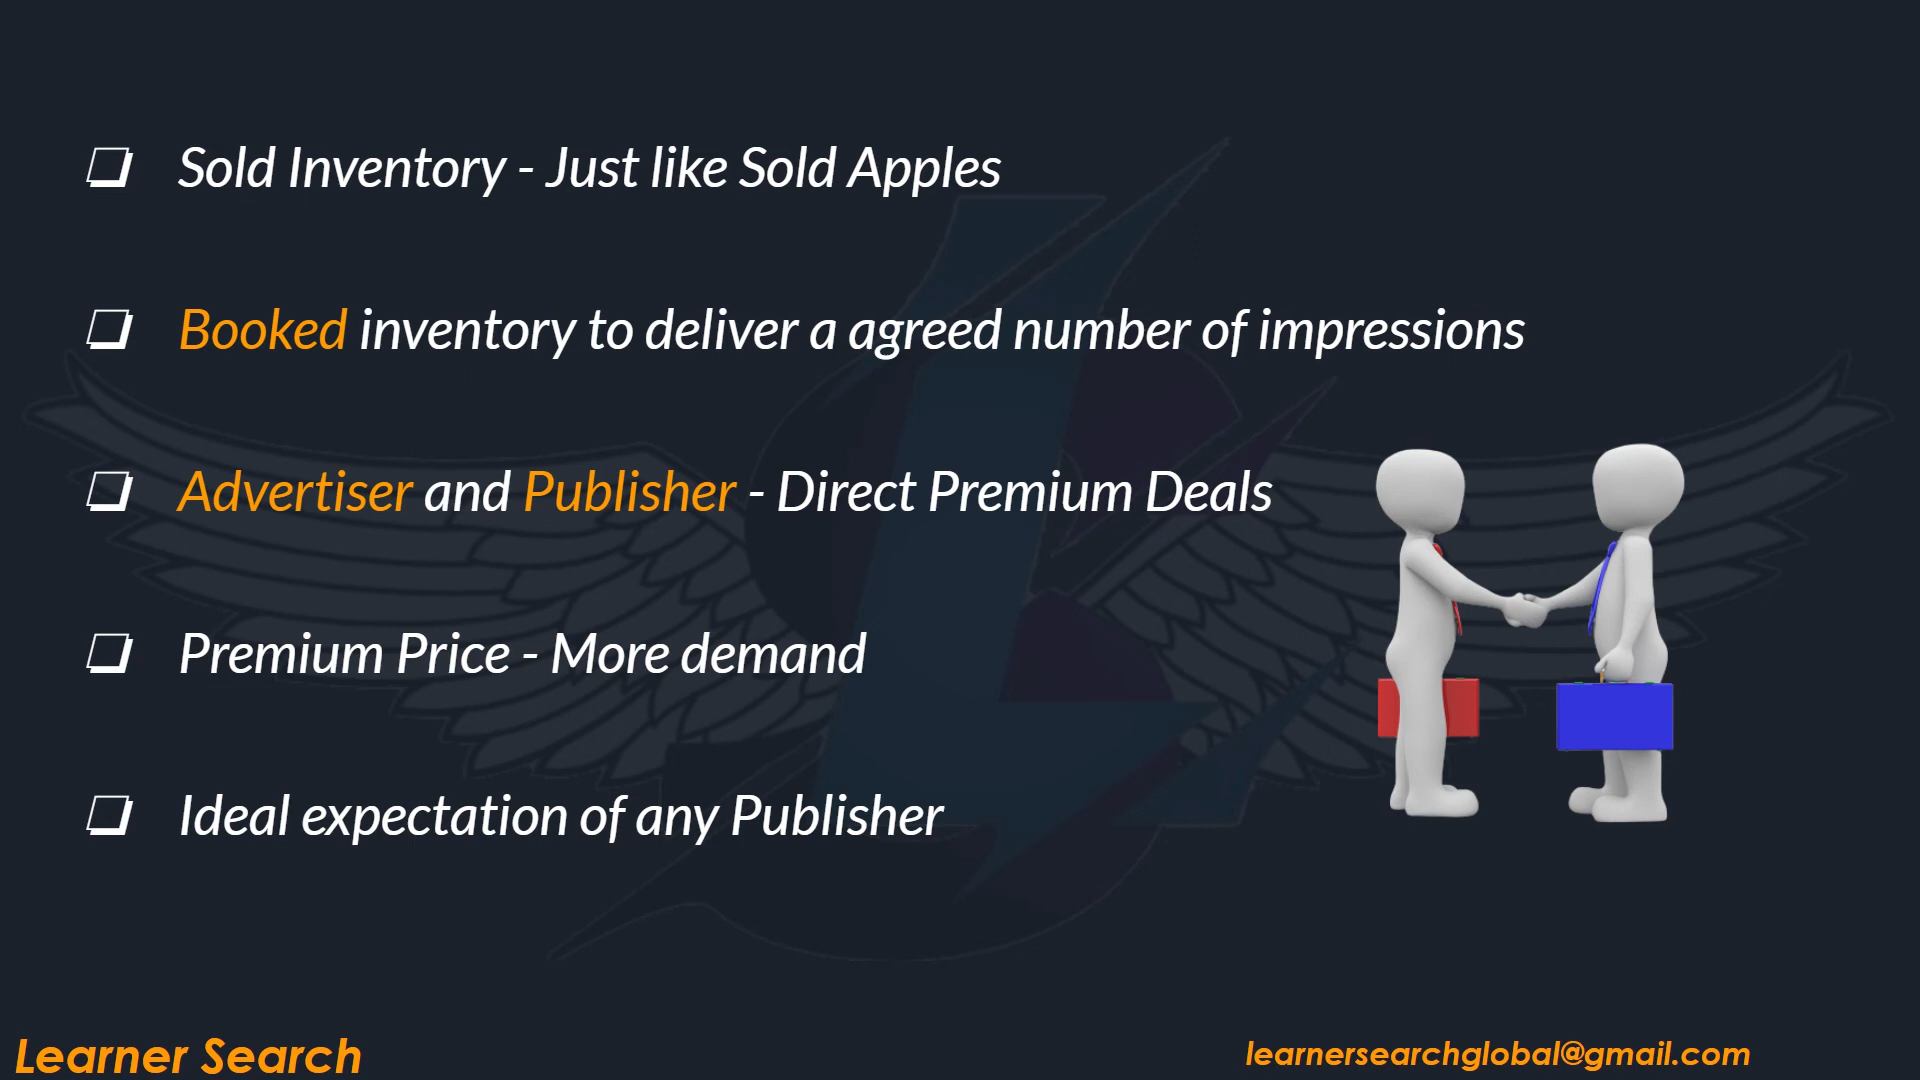 ❏ Sold Inventory - Just like Sold Apples
❏ Booked inventory to deliver a agreed number of impressions
❏ Advertiser and Publisher - Direct Premium Deals
❏ Premium Price - More demand
❏ Ideal expectation of any Publisher
Learner Search
learnersearchglobal@gmail.com